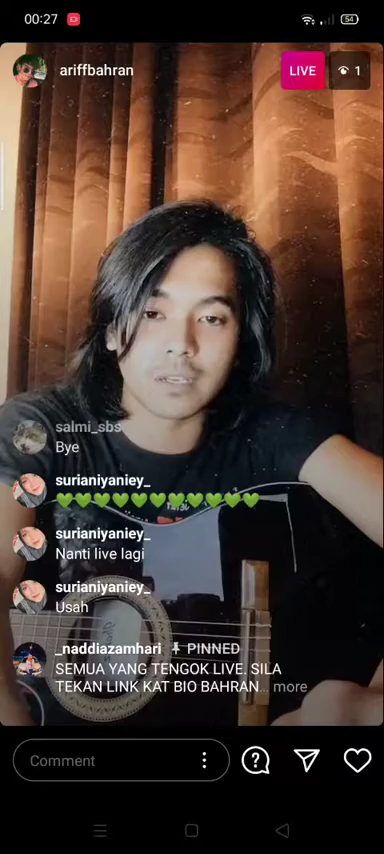 00:27
54
ariffbahran
LIVE
1
salmi_sbs
Bye
surianiyaniey_
💚💚💚💚💚💚💚💚💚💚💚
surianiyaniey_
Nanti live lagi
surianiyaniey_
Usah
_naddiazamhari PINNED
SEMUA YANG TENGOK LIVE. SILA
TEKAN LINK KAT BIO BAHRAN... more
Comment